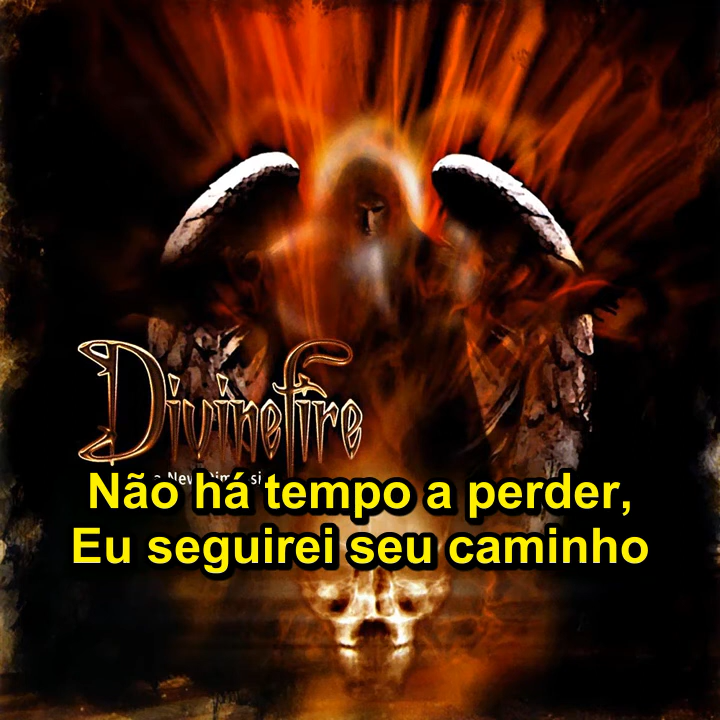 Divinefire
Não há tempo a perder,
Eu seguirei seu caminho